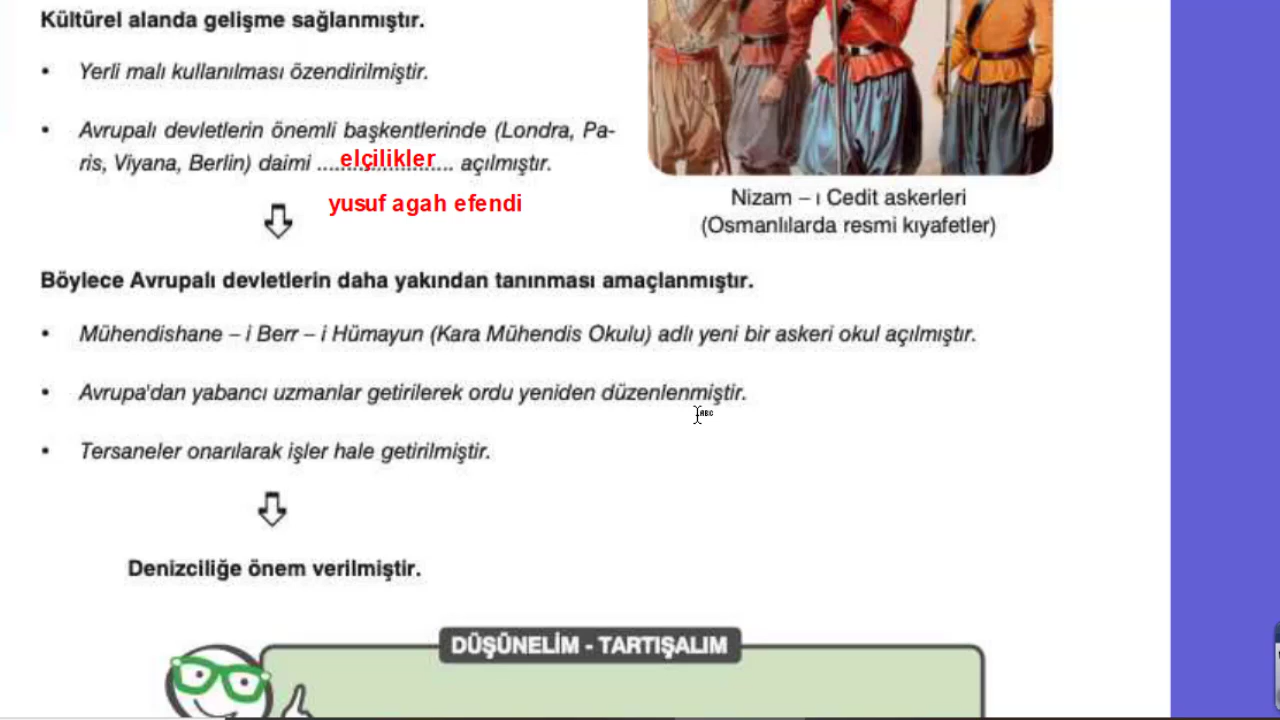 Kültürel alanda gelişme sağlanmıştır.
• Yerli malı kullanılması özendirilmiştir.
• Avrupalı devletlerin önemli başkentlerinde (Londra, Pa-
ris, Viyana, Berlin) daimi ....elçilikler... açılmıştır.
yusuf agah efendi
Nizam – ı Cedit askerleri
(Osmanlılarda resmi kıyafetler)
Böylece Avrupalı devletlerin daha yakından tanınması amaçlanmıştır.
• Mühendishane – i Berr – i Hümayun (Kara Mühendis Okulu) adlı yeni bir askeri okul açılmıştır.
• Avrupa'dan yabancı uzmanlar getirilerek ordu yeniden düzenlenmiştir.
ABC
• Tersaneler onarılarak işler hale getirilmiştir.
Denizciliğe önem verilmiştir.
DÜŞÜNELİM - TARTIŞALIM